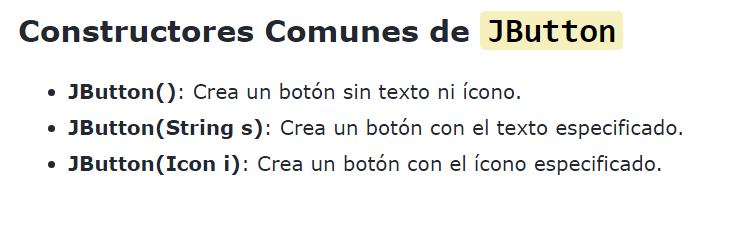 Constructores Comunes de JButton
• JButton(): Crea un botón sin texto ni ícono.
• JButton(String s): Crea un botón con el texto especificado.
• JButton(Icon i): Crea un botón con el ícono especificado.